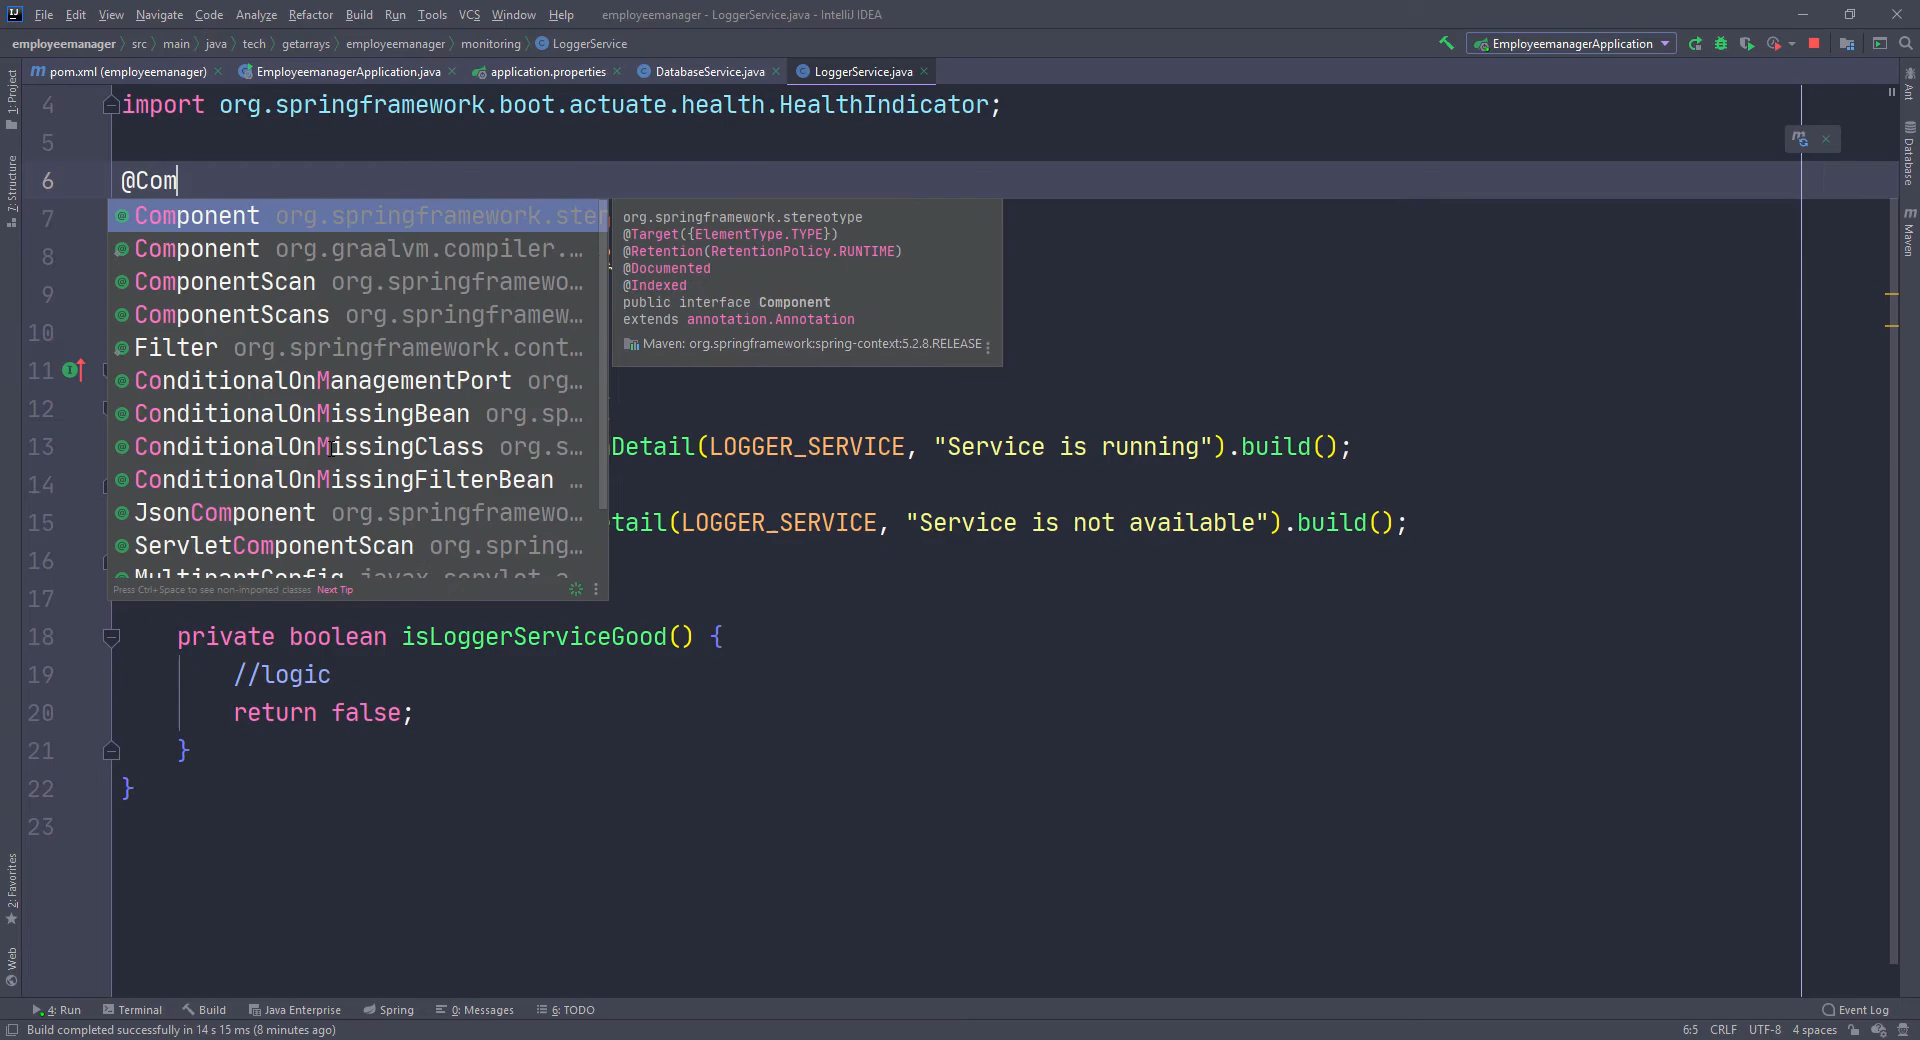 File Edit View Navigate Code Analyze Refactor Build Run Tools VCS Window Help employeemanager - LoggerService.java - IntelliJ IDEA
employeemanager src main java tech getarrays employeemanager monitoring LoggerService EmployeemanagerApplication
pom.xml (employeemanager) EmployeemanagerApplication.java application.properties DatabaseService.java LoggerService.java
1: Project
7: Structure
2: Favorites
Web
Ant
Database
Maven
4 import org.springframework.boot.actuate.health.HealthIndicator;
5
6 @Com
7
8
9
10
11
12
13 Detail(LOGGER_SERVICE, "Service is running").build();
14
15 tail(LOGGER_SERVICE, "Service is not available").build();
16
17
18 private boolean isLoggerServiceGood() {
19 //logic
20 return false;
21 }
22 }
23
Component org.springframework.ste
Component org.graalvm.compiler....
ComponentScan org.springframewo...
ComponentScans org.springframew...
Filter org.springframework.cont...
ConditionalOnManagementPort org...
ConditionalOnMissingBean org.sp...
ConditionalOnMissingClass org.s...
ConditionalOnMissingFilterBean ...
JsonComponent org.springframewo...
ServletComponentScan org.spring...
MultipartConfig javax.servlet.a
Press Ctrl+Space to see non-imported classes Next Tip
org.springframework.stereotype
@Target({ElementType.TYPE})
@Retention(RetentionPolicy.RUNTIME)
@Documented
@Indexed
public interface Component
extends annotation.Annotation
Maven: org.springframework:spring-context:5.2.8.RELEASE
4: Run Terminal Build Java Enterprise Spring 0: Messages 6: TODO Event Log
Build completed successfully in 14 s 15 ms (8 minutes ago) 6:5 CRLF UTF-8 4 spaces